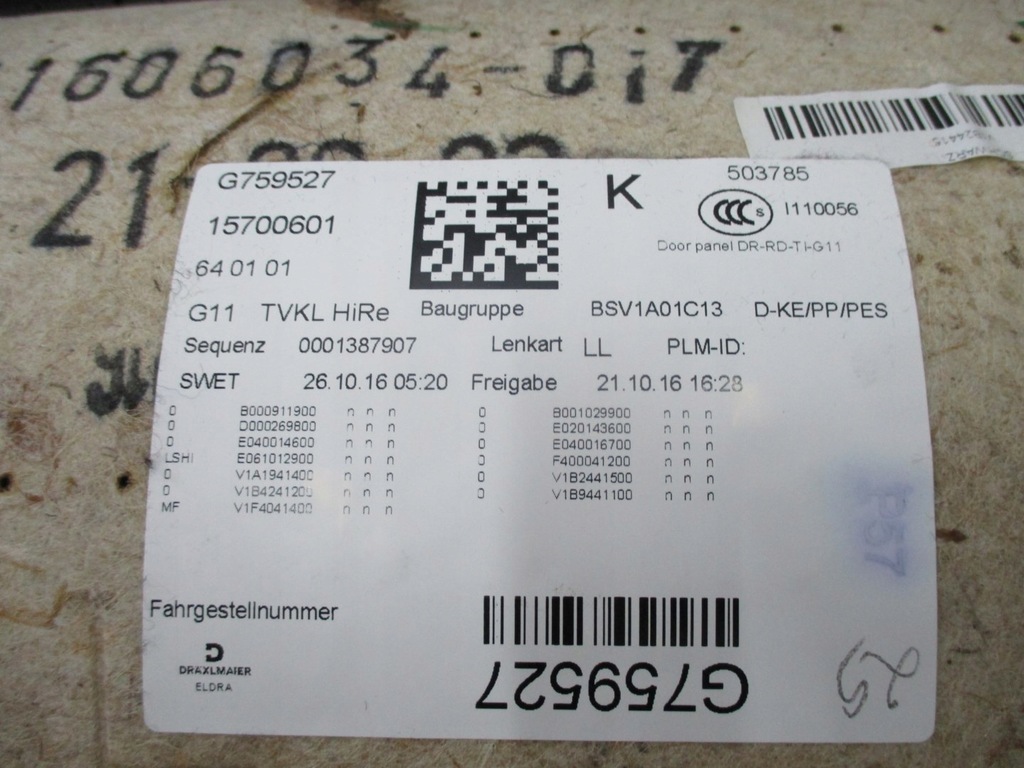 1606034-017
21-
G759527
K
503785
15700601
CCC S I110056
Door panel DR-RD-TI-G11
64 01 01
G11 TVKL HiRe Baugruppe BSV1A01C13 D-KE/PP/PES
Sequenz 0001387907 Lenkart LL PLM-ID:
SWET 26.10.16 05:20 Freigabe 21.10.16 16:28
0 B000911900 n n n 0 B001029900 n n n
0 D000269800 n n n 0 E020143600 n n n
0 E040014600 n n n 0 E040016700 n n n
LSHI E061012900 n n n 0 F400041200 n n n
0 V1A1941400 n n n 0 V1B2441500 n n n
0 V1B4241200 n n n 0 V1B9441100 n n n
MF V1F4041400 n n n
P57
Fahrgestellnummer
DRÄXLMAIER
ELDRA
G759527
25